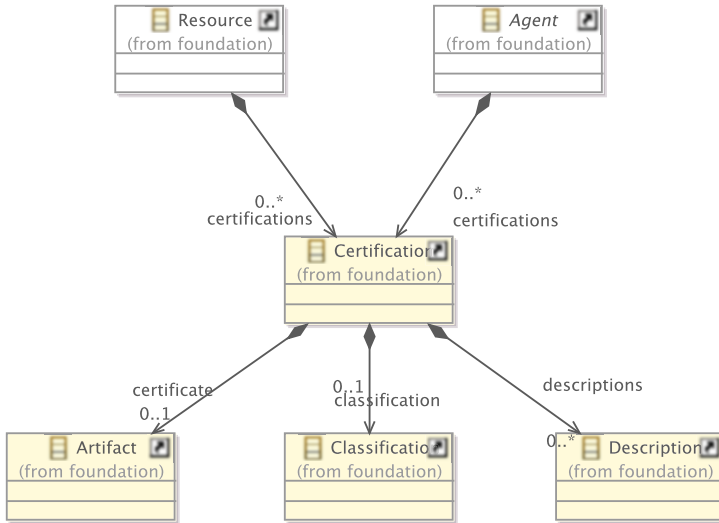 Resource
(from foundation)
Agent
(from foundation)
0..*
certifications
0..*
certifications
Certification
(from foundation)
certificate
0..1
0..1
classification
descriptions
0..*
Artifact
(from foundation)
Classificatio
(from foundation)
Description
(from foundation)